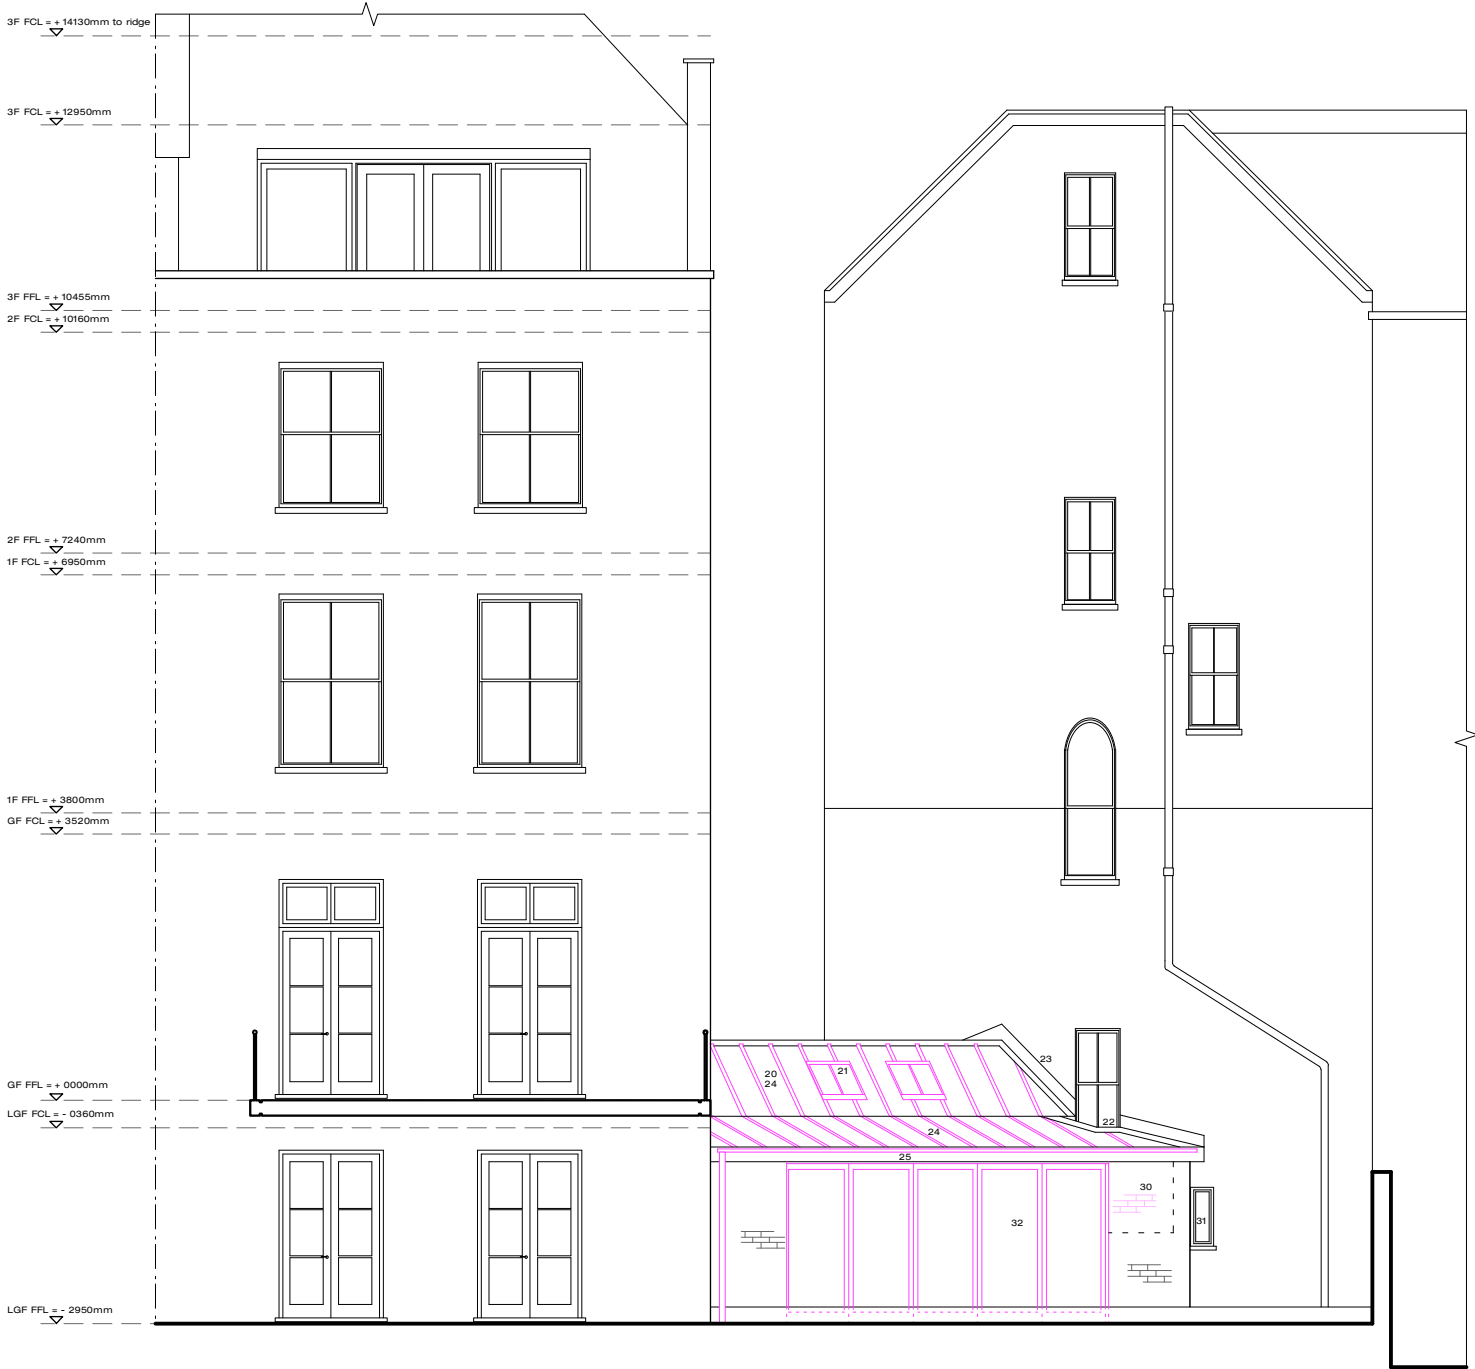 3F FCL = + 14130mm to ridge
3F FCL = + 12950mm
3F FFL = + 10455mm
2F FCL = + 10160mm
2F FFL = + 7240mm
1F FCL = + 6950mm
1F FFL = + 3800mm
GF FCL = + 3520mm
GF FFL = + 0000mm
LGF FCL = - 0360mm
LGF FFL = - 2950mm
20
24
21
23
22
24
25
30
31
32